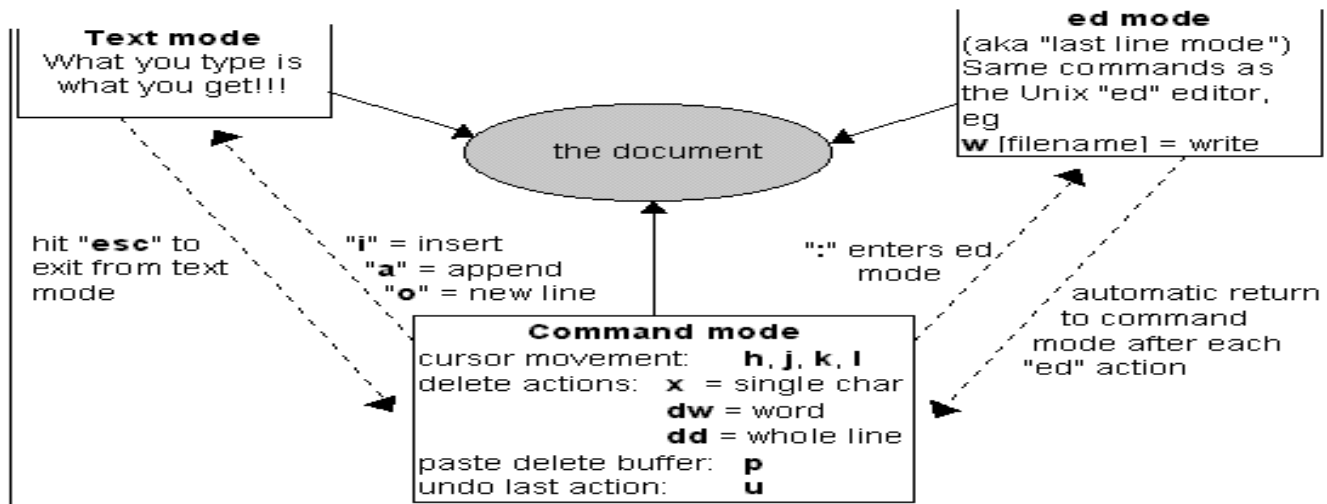 Text mode
What you type is
what you get!!!
ed mode
(aka "last line mode")
Same commands as
the Unix "ed" editor,
eg
w [filename] = write
the document
hit "esc" to
exit from text
mode
"i" = insert
"a" = append
"o" = new line
":" enters ed
mode
automatic return
to command
mode after each
"ed" action
Command mode
cursor movement: h, j, k, l
delete actions: x = single char
dw = word
dd = whole line
paste delete buffer: p
undo last action: u